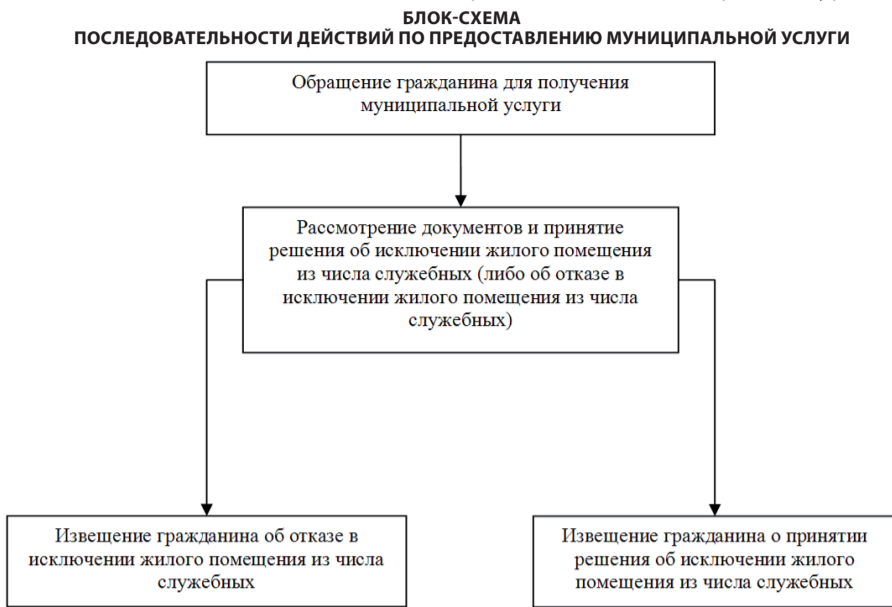 БЛОК-СХЕМА
ПОСЛЕДОВАТЕЛЬНОСТИ ДЕЙСТВИЙ ПО ПРЕДОСТАВЛЕНИЮ МУНИЦИПАЛЬНОЙ УСЛУГИ
Обращение гражданина для получения
муниципальной услуги
Рассмотрение документов и принятие
решения об исключении жилого помещения
из числа служебных (либо об отказе в
исключении жилого помещения из числа
служебных)
Извещение гражданина об отказе в
исключении жилого помещения из числа
служебных
Извещение гражданина о принятии
решения об исключении жилого
помещения из числа служебных